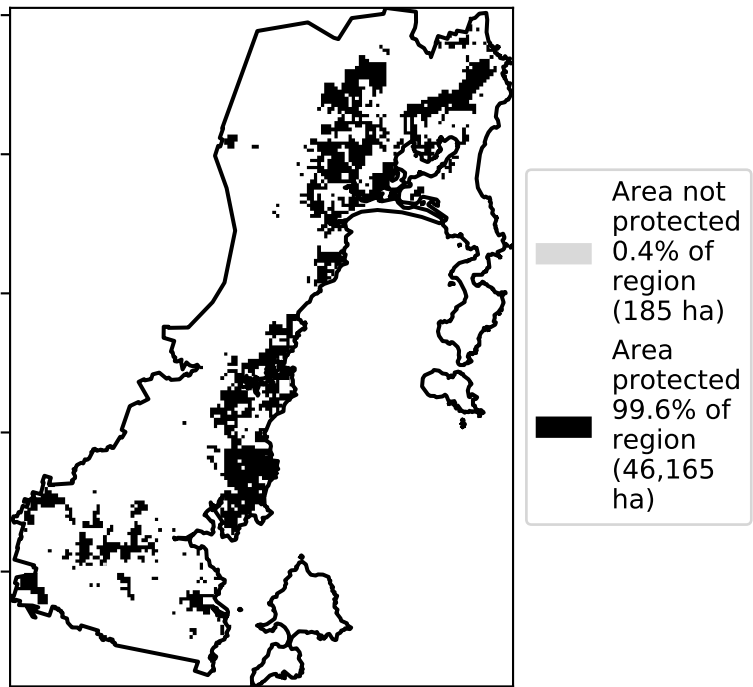 Area not
protected
0.4% of
region
(185 ha)
Area
protected
99.6% of
region
(46,165
ha)